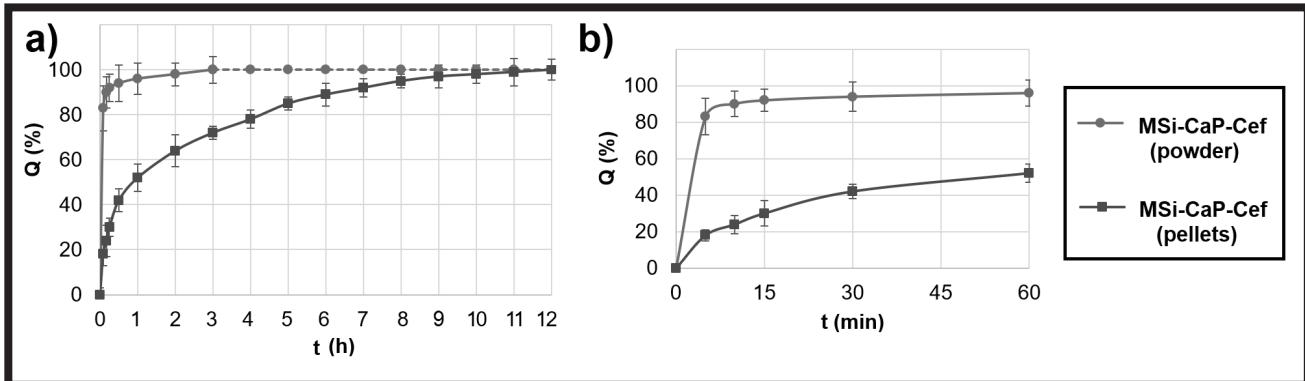 a)
Q (%)
100
80
60
40
20
0
0 1 2 3 4 5 6 7 8 9 10 11 12
t (h)
b)
Q (%)
100
80
60
40
20
0
0 15 30 45 60
t (min)
MSi-CaP-Cef
(powder)
MSi-CaP-Cef
(pellets)